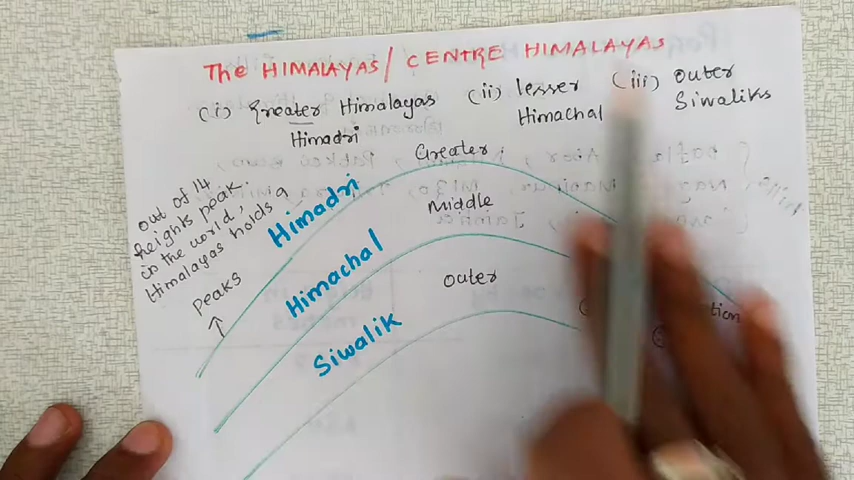 The HIMALAYAS/ CENTRE HIMALAYAS
(i) Greater Himalayas (ii) lesser (iii) outer
Himadri Himachal Siwaliks
out of 14
heights peak.
in the world,
Himalayas holds a
peaks
Greater
Himadri
Middle
Himachal
outer
Siwalik